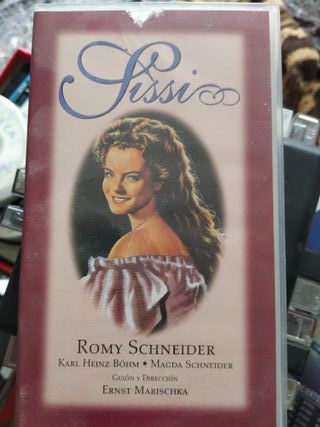 Sissi
ROMY SCHNEIDER
KARL HEINZ BÖHM • MAGDA SCHNEIDER
GUIÓN Y DIRECCIÓN
ERNST MARISCHKA